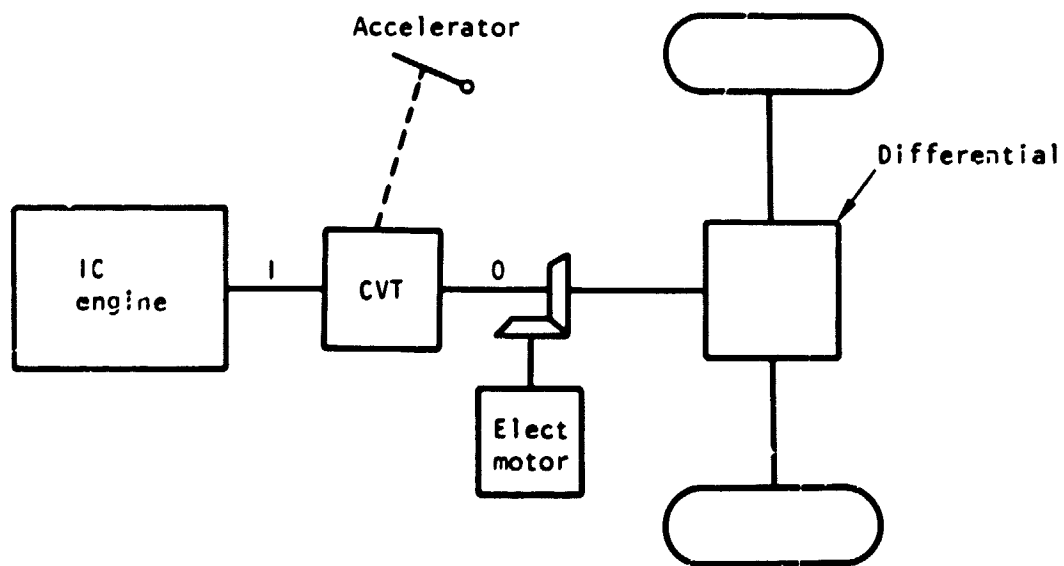 Accelerator
Differential
IC
engine
I
CVT
O
Elect
motor